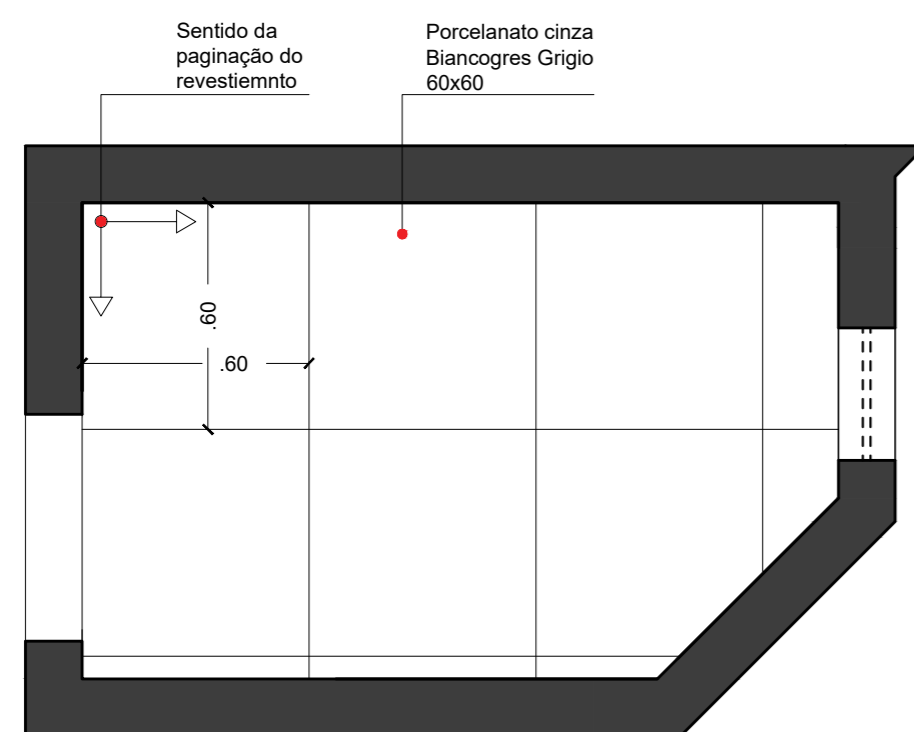 Sentido da
paginação do
revestiemnto
Porcelanato cinza
Biancogres Grigio
60x60
.60
.60